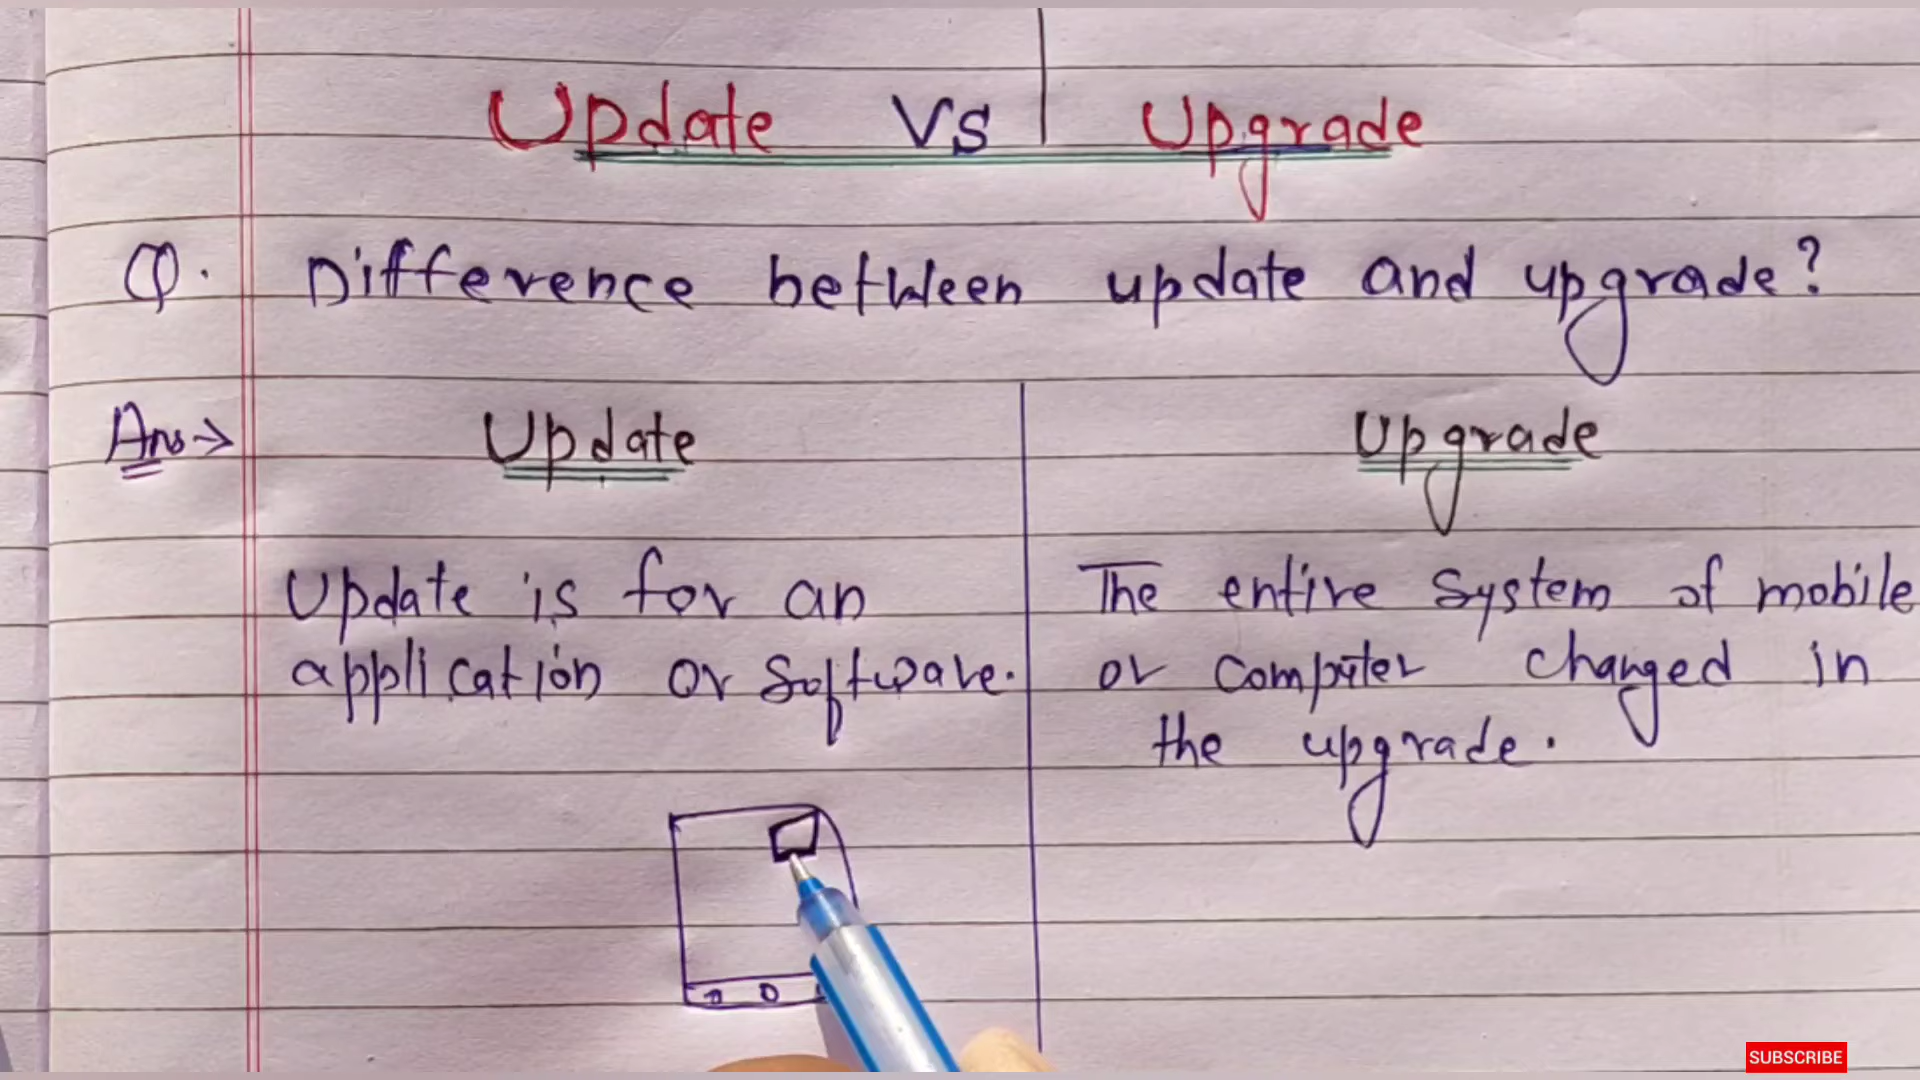 Update Vs Upgrade
Q. Difference between update and upgrade?
Ans→ Update Upgrade
Update is for an
application or software.
The entire system of mobile
or computer changed in
the upgrade.
SUBSCRIBE